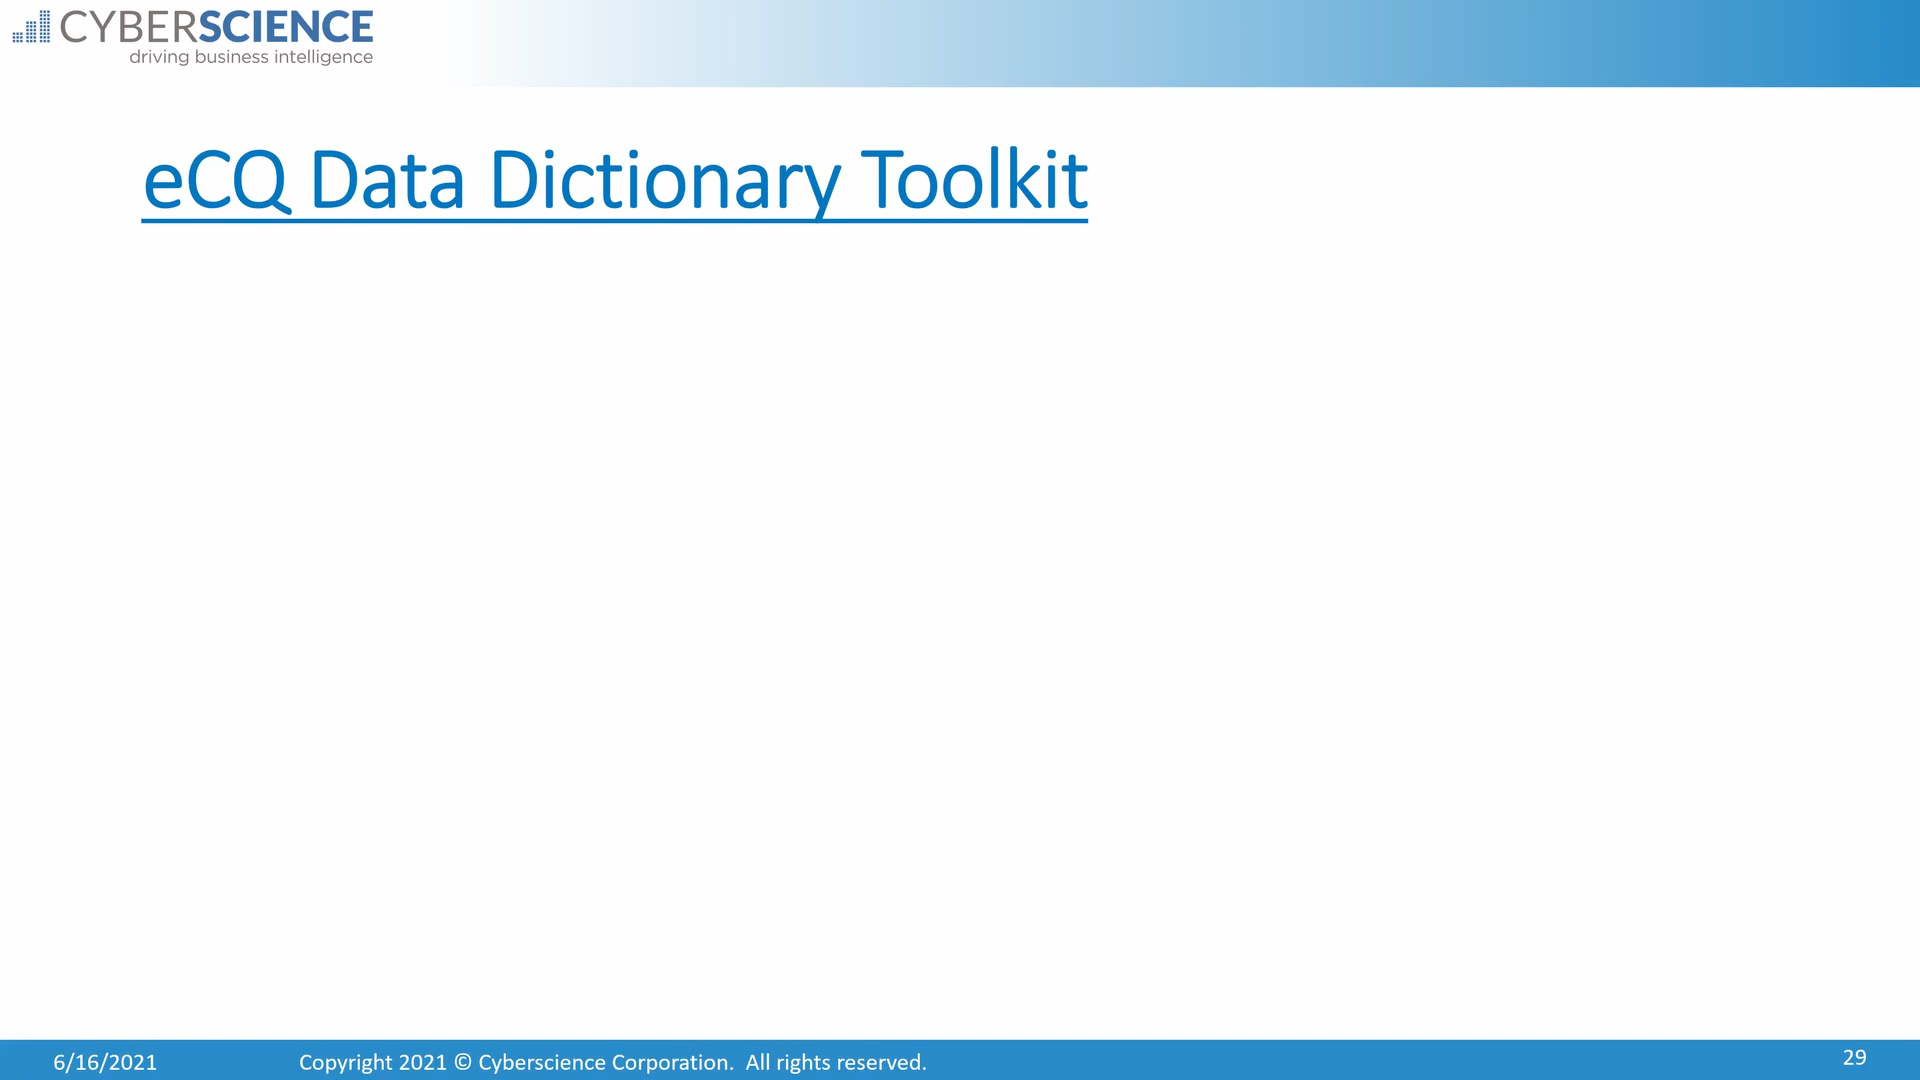 CYBERSCIENCE
driving business intelligence
eCQ Data Dictionary Toolkit
6/16/2021 Copyright 2021 © Cyberscience Corporation. All rights reserved. 29